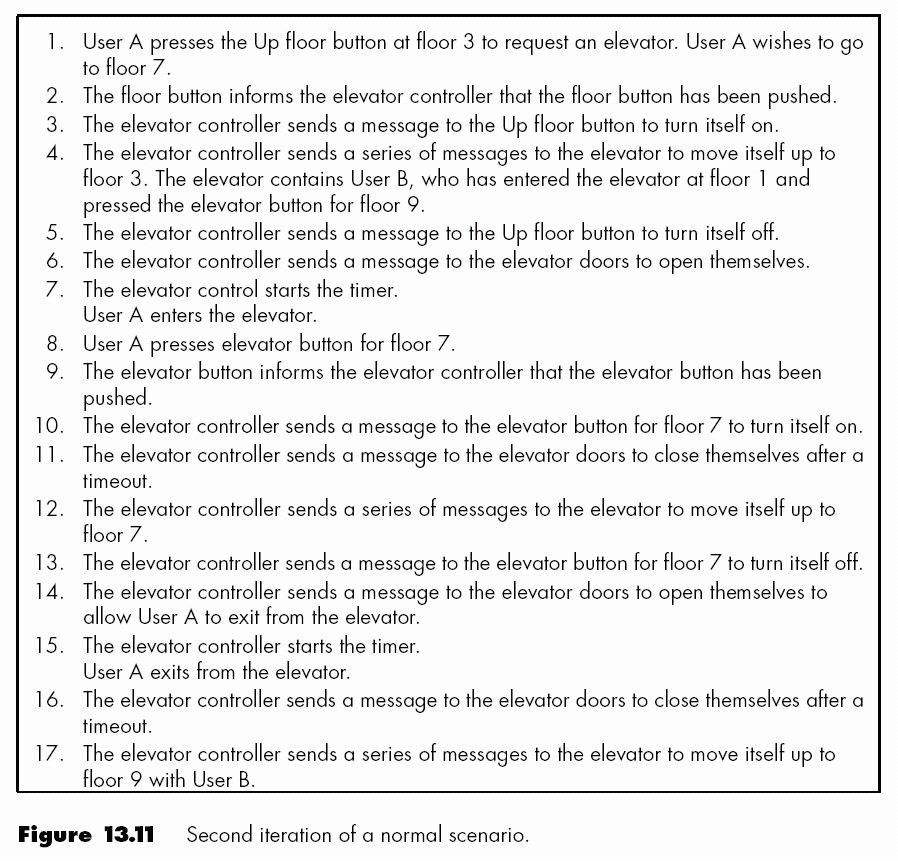 1. User A presses the Up floor button at floor 3 to request an elevator. User A wishes to go
to floor 7.
2. The floor button informs the elevator controller that the floor button has been pushed.
3. The elevator controller sends a message to the Up floor button to turn itself on.
4. The elevator controller sends a series of messages to the elevator to move itself up to
floor 3. The elevator contains User B, who has entered the elevator at floor 1 and
pressed the elevator button for floor 9.
5. The elevator controller sends a message to the Up floor button to turn itself off.
6. The elevator controller sends a message to the elevator doors to open themselves.
7. The elevator control starts the timer.
User A enters the elevator.
8. User A presses elevator button for floor 7.
9. The elevator button informs the elevator controller that the elevator button has been
pushed.
10. The elevator controller sends a message to the elevator button for floor 7 to turn itself on.
11. The elevator controller sends a message to the elevator doors to close themselves after a
timeout.
12. The elevator controller sends a series of messages to the elevator to move itself up to
floor 7.
13. The elevator controller sends a message to the elevator button for floor 7 to turn itself off.
14. The elevator controller sends a message to the elevator doors to open themselves to
allow User A to exit from the elevator.
15. The elevator controller starts the timer.
User A exits from the elevator.
16. The elevator controller sends a message to the elevator doors to close themselves after a
timeout.
17. The elevator controller sends a series of messages to the elevator to move itself up to
floor 9 with User B.
Figure 13.11 Second iteration of a normal scenario.